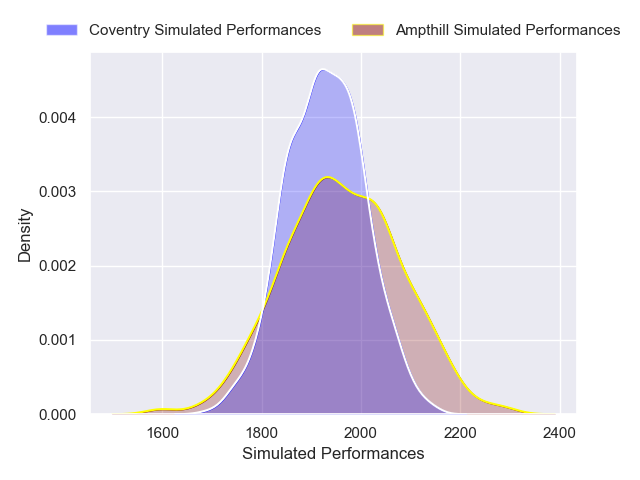 Coventry Simulated Performances
Ampthill Simulated Performances
0.004
0.003
0.002
0.001
0.000
Density
1600
1800
2000
2200
2400
Simulated Performances